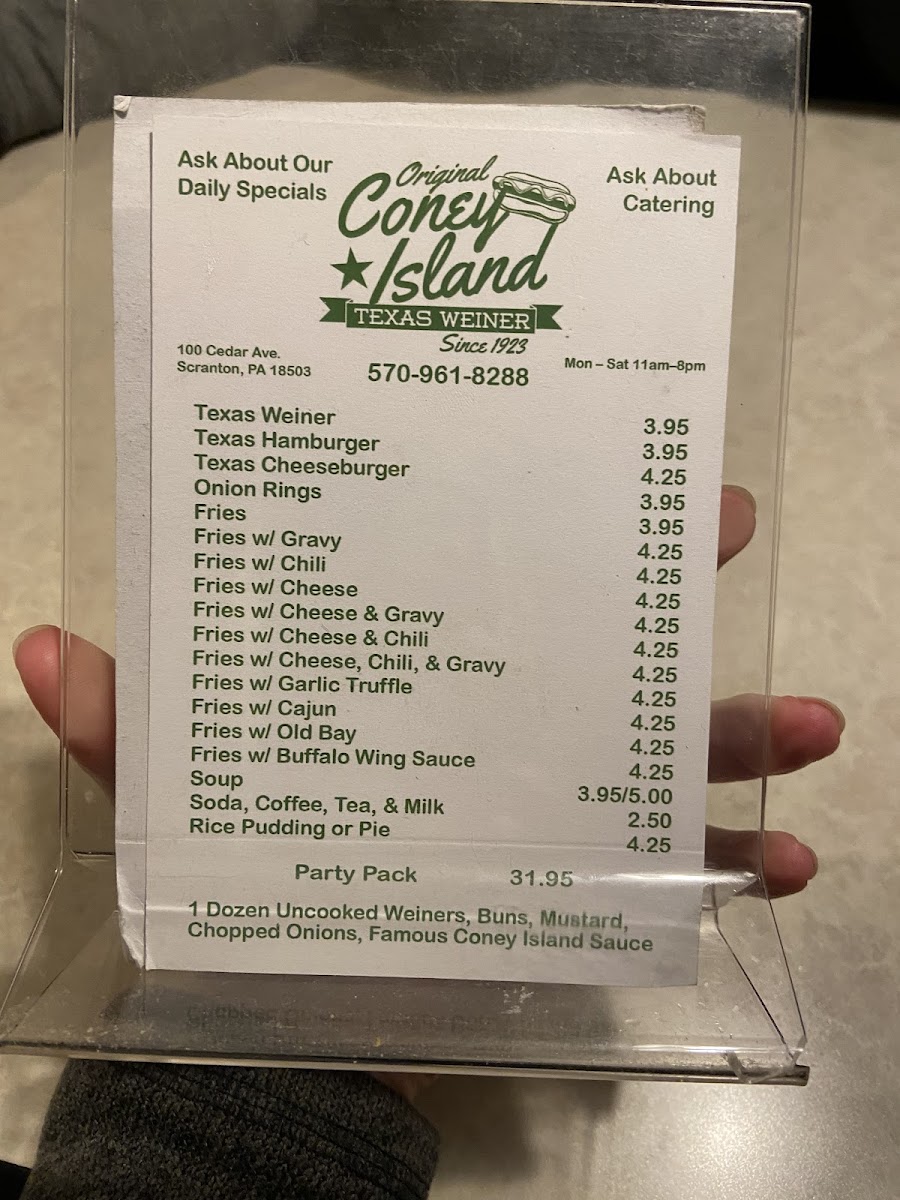 Ask About Our
Daily Specials
Original
Coney
Island
TEXAS WEINER
Since 1923
Ask About
Catering
100 Cedar Ave.
Scranton, PA 18503
570-961-8288
Mon – Sat 11am–8pm
Texas Weiner 3.95
Texas Hamburger 3.95
Texas Cheeseburger 4.25
Onion Rings 3.95
Fries 3.95
Fries w/ Gravy 4.25
Fries w/ Chili 4.25
Fries w/ Cheese 4.25
Fries w/ Cheese & Gravy 4.25
Fries w/ Cheese & Chili 4.25
Fries w/ Cheese, Chili, & Gravy 4.25
Fries w/ Garlic Truffle 4.25
Fries w/ Cajun 4.25
Fries w/ Old Bay 4.25
Fries w/ Buffalo Wing Sauce 4.25
Soup 3.95/5.00
Soda, Coffee, Tea, & Milk 2.50
Rice Pudding or Pie 4.25
Party Pack 31.95
1 Dozen Uncooked Weiners, Buns, Mustard,
Chopped Onions, Famous Coney Island Sauce